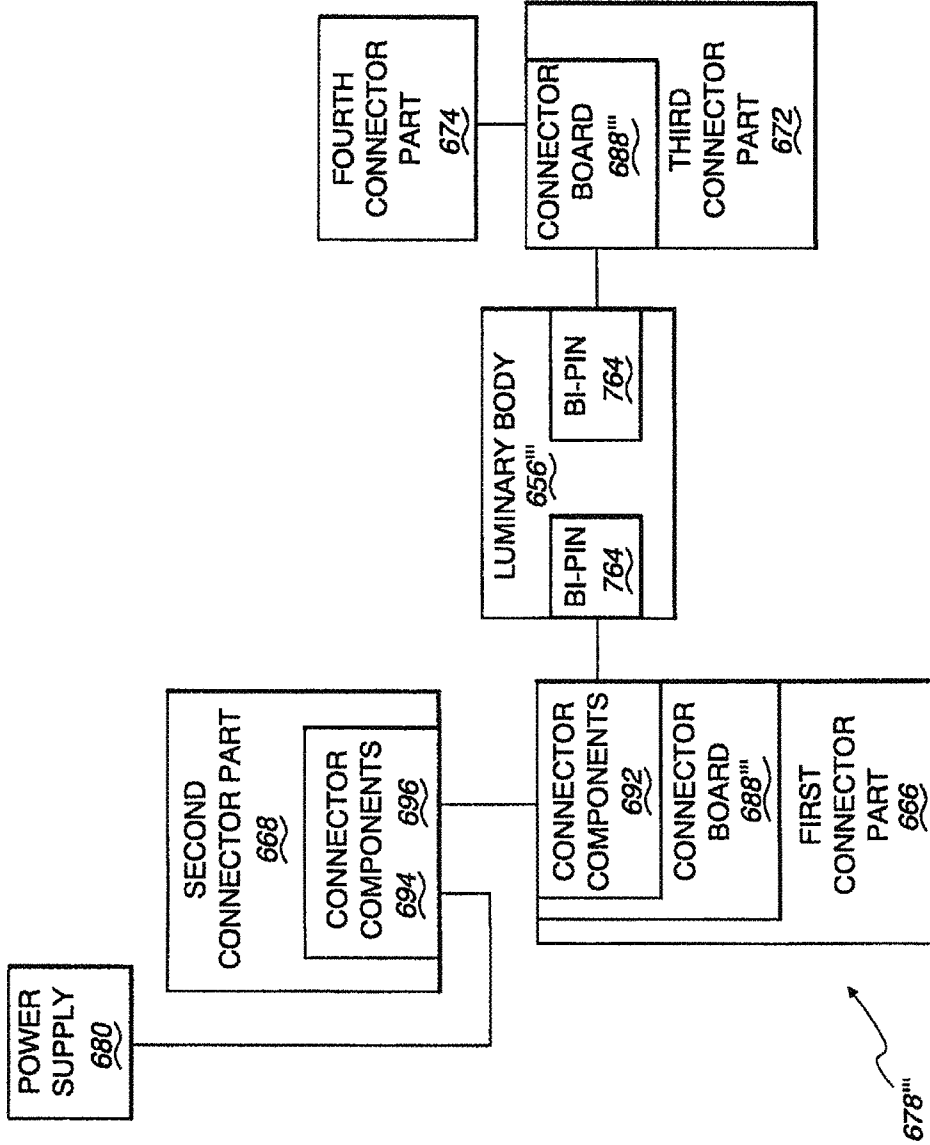 POWER
SUPPLY
680
SECOND
CONNECTOR PART
668
CONNECTOR
COMPONENTS
694 696
CONNECTOR
COMPONENTS
692
CONNECTOR
BOARD
688'''
FIRST
CONNECTOR
PART
666
LUMINARY BODY
656'''
BI-PIN
764
BI-PIN
764
FOURTH
CONNECTOR
PART
674
CONNECTOR
BOARD
688'''
THIRD
CONNECTOR
PART
672
678'''